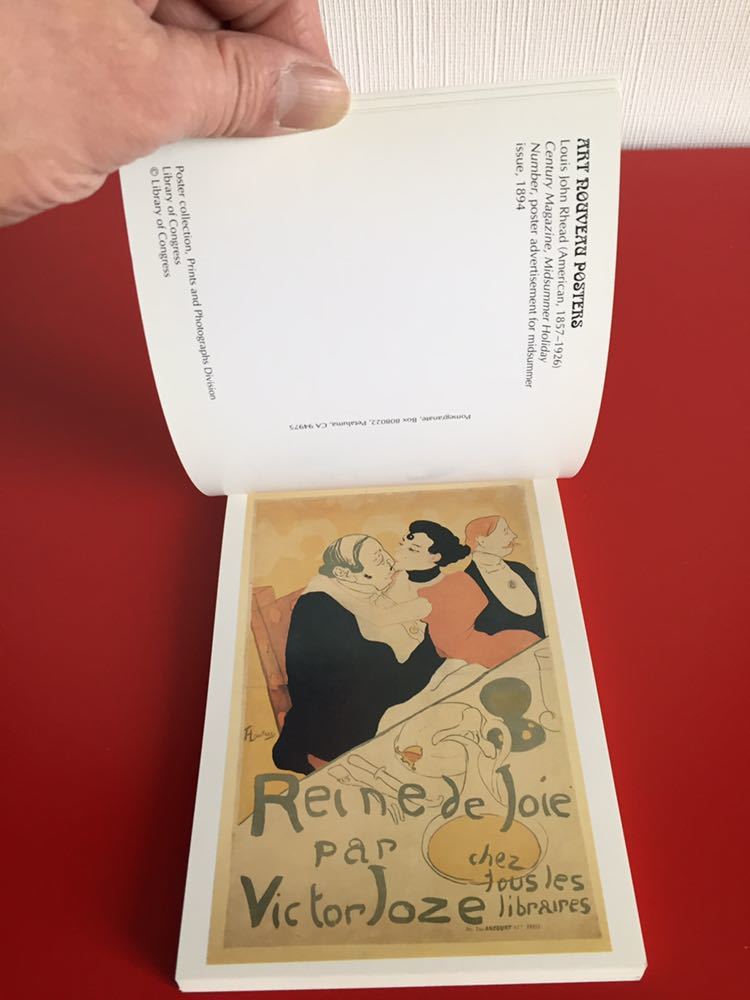 ART NOUVEAU POSTERS
Louis John Rhead (American, 1857–1926)
Century Magazine, Midsummer Holiday
Number, poster advertisement for midsummer
issue, 1894
Poster collection, Prints and Photographs Division
Library of Congress
© Library of Congress
Pomegranate, Box 808022, Petaluma, CA 94975
Reine de Joie
par
Victor Joze
chez
tous les
libraires
ANCOURT
PARIS